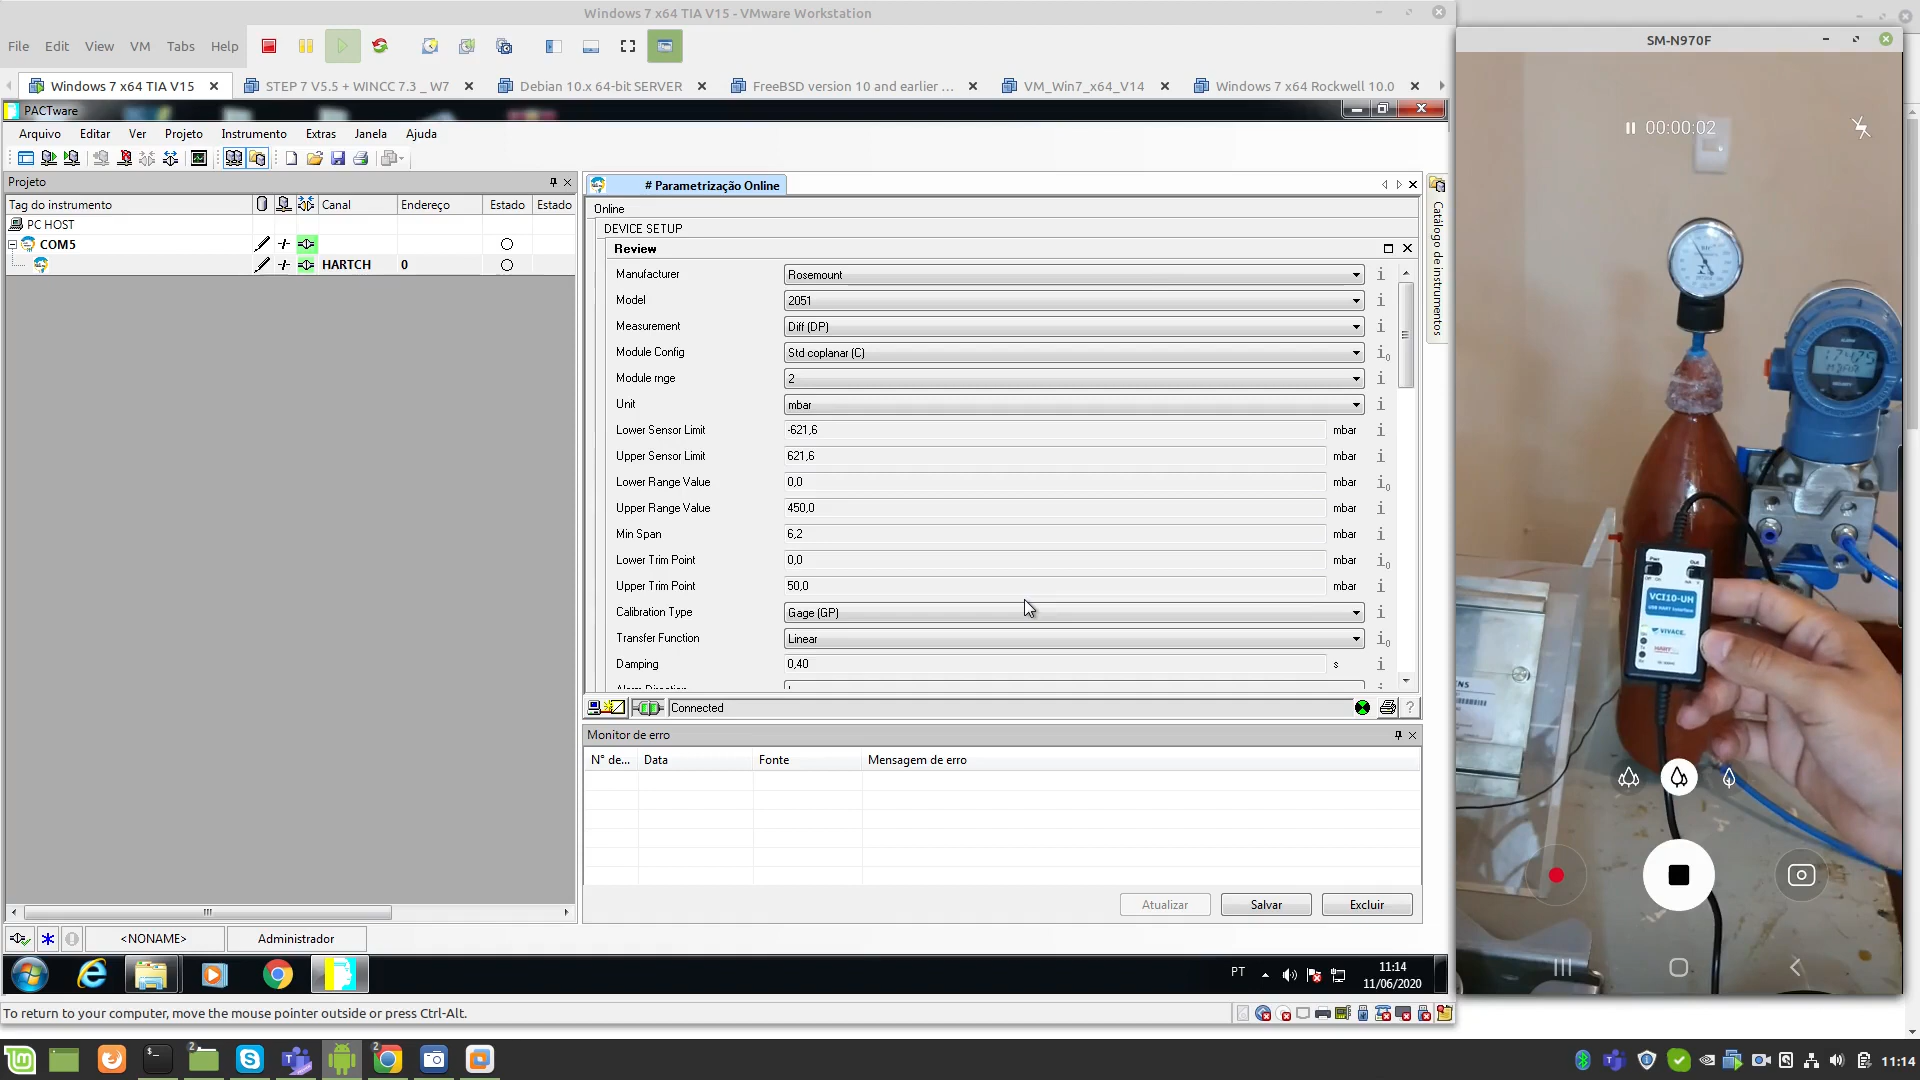 Windows 7 x64 TIA V15 - VMware Workstation
File Edit View VM Tabs Help
Windows 7 x64 TIA V15
STEP 7 V5.5 + WINCC 7.3 _ W7
Debian 10.x 64-bit SERVER
FreeBSD version 10 and earlier ...
VM_Win7_x64_V14
Windows 7 x64 Rockwell 10.0
PACTware
Arquivo Editar Ver Projeto Instrumento Extras Janela Ajuda
Projeto
Tag do instrumento Canal Endereço Estado Estado
PC HOST
COM5
HARTCH 0
# Parametrização Online
Online
DEVICE SETUP
Review
Manufacturer Rosemount
Model 2051
Measurement Diff (DP)
Module Config Std coplanar (C)
Module rnge 2
Unit mbar
Lower Sensor Limit -621,6 mbar
Upper Sensor Limit 621,6 mbar
Lower Range Value 0,0 mbar
Upper Range Value 450,0 mbar
Min Span 6,2 mbar
Lower Trim Point 0,0 mbar
Upper Trim Point 50,0 mbar
Calibration Type Gage (GP)
Transfer Function Linear
Damping 0,40 s
Connected
Catálogo de instrumentos
Monitor de erro
N° de... Data Fonte Mensagem de erro
Atualizar Salvar Excluir
<NONAME> Administrador
PT
11:14
11/06/2020
To return to your computer, move the mouse pointer outside or press Ctrl-Alt.
2
2
11:14
SM-N970F
00:00:02
VCI10-UH
USB HART Interface
VIVACE
HART